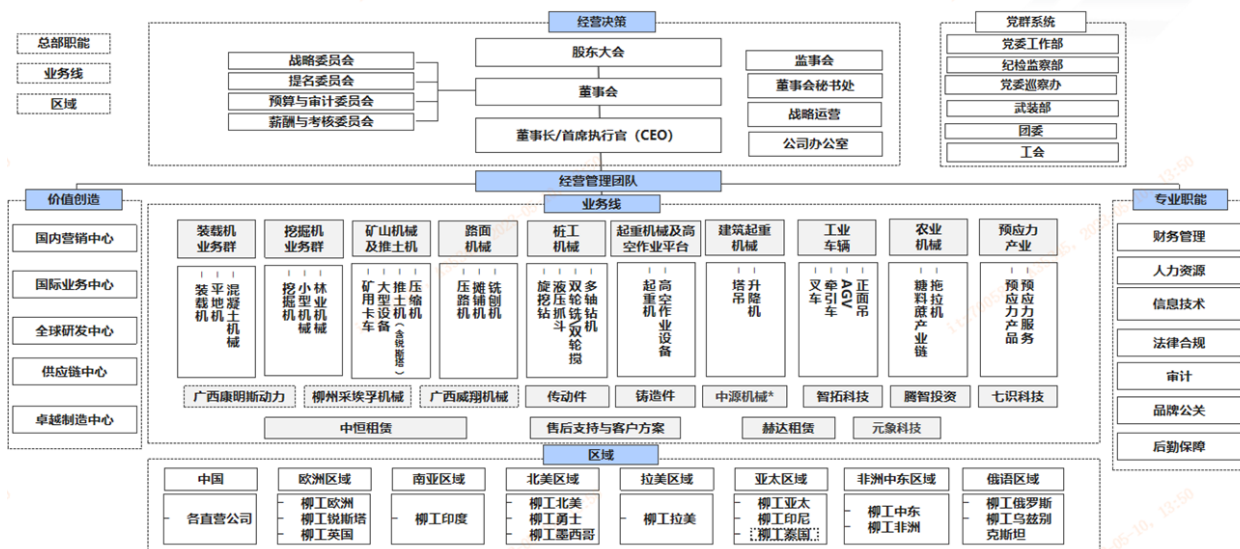 总部职能
业务线
区域
经营决策
股东大会
董事会
董事长/首席执行官（CEO）
战略委员会
提名委员会
预算与审计委员会
薪酬与考核委员会
监事会
董事会秘书处
战略运营
公司办公室
党群系统
党委工作部
纪检监察部
党委巡察办
武装部
团委
工会
经营管理团队
价值创造
国内营销中心
国际业务中心
全球研发中心
供应链中心
卓越制造中心
业务线
装载机
业务群
装载机
平地机
混凝土机械
挖掘机
业务群
挖掘机
小型机械
林业机械
矿山机械
及推土机
矿用卡车
大型设备
推土机（含锐斯塔）
压缩机
路面
机械
压路机
摊铺机
铣刨机
桩工
机械
旋挖钻
液压抓斗
双轮铣/双轮搅
多轴钻机
起重机械及高
空作业平台
起重机
高空作业设备
建筑起重
机械
塔吊
升降机
工业
车辆
叉车
牵引车
AGV
正面吊
农业
机械
糖料蔗产业链
拖拉机
预应力
产业
预应力产品
预应力服务
广西康明斯动力
柳州采埃孚机械
广西威翔机械
传动件
铸造件
中源机械*
智拓科技
腾智投资
七识科技
中恒租赁
售后支持与客户方案
赫达租赁
元象科技
专业职能
财务管理
人力资源
信息技术
法律合规
审计
品牌公关
后勤保障
区域
中国
各直营公司
欧洲区域
柳工欧洲
柳工锐斯塔
柳工英国
南亚区域
柳工印度
北美区域
柳工北美
柳工勇士
柳工墨西哥
拉美区域
柳工拉美
亚太区域
柳工亚太
柳工印尼
柳工泰国
非洲中东区域
柳工中东
柳工非洲
俄语区域
柳工俄罗斯
柳工乌兹别
克斯坦